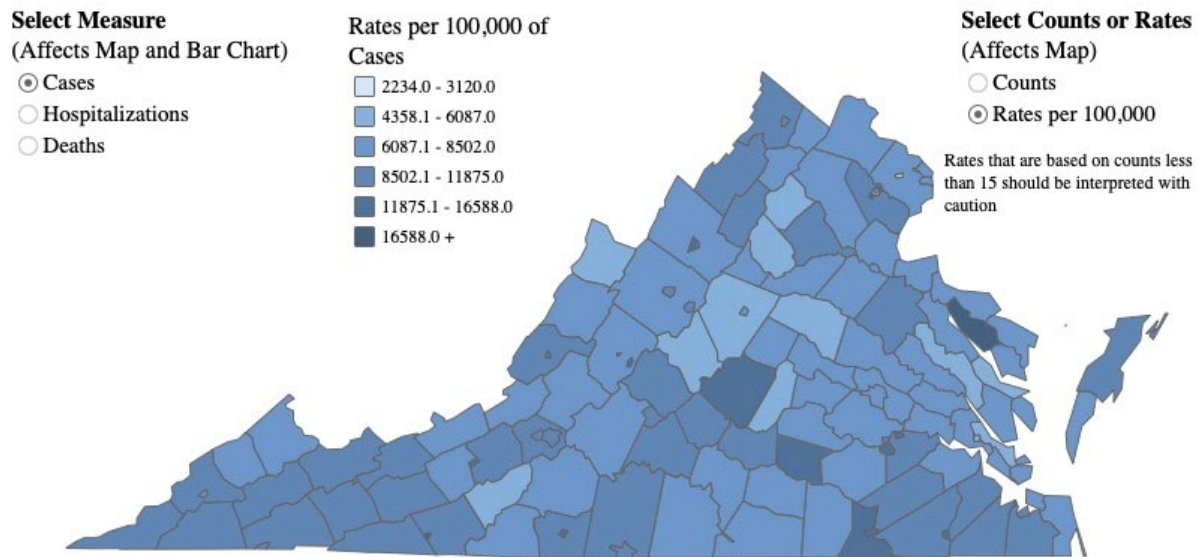 Select Measure
(Affects Map and Bar Chart)
Cases
Hospitalizations
Deaths
Rates per 100,000 of
Cases
2234.0 - 3120.0
4358.1 - 6087.0
6087.1 - 8502.0
8502.1 - 11875.0
11875.1 - 16588.0
16588.0 +
Select Counts or Rates
(Affects Map)
Counts
Rates per 100,000
Rates that are based on counts less
than 15 should be interpreted with
caution